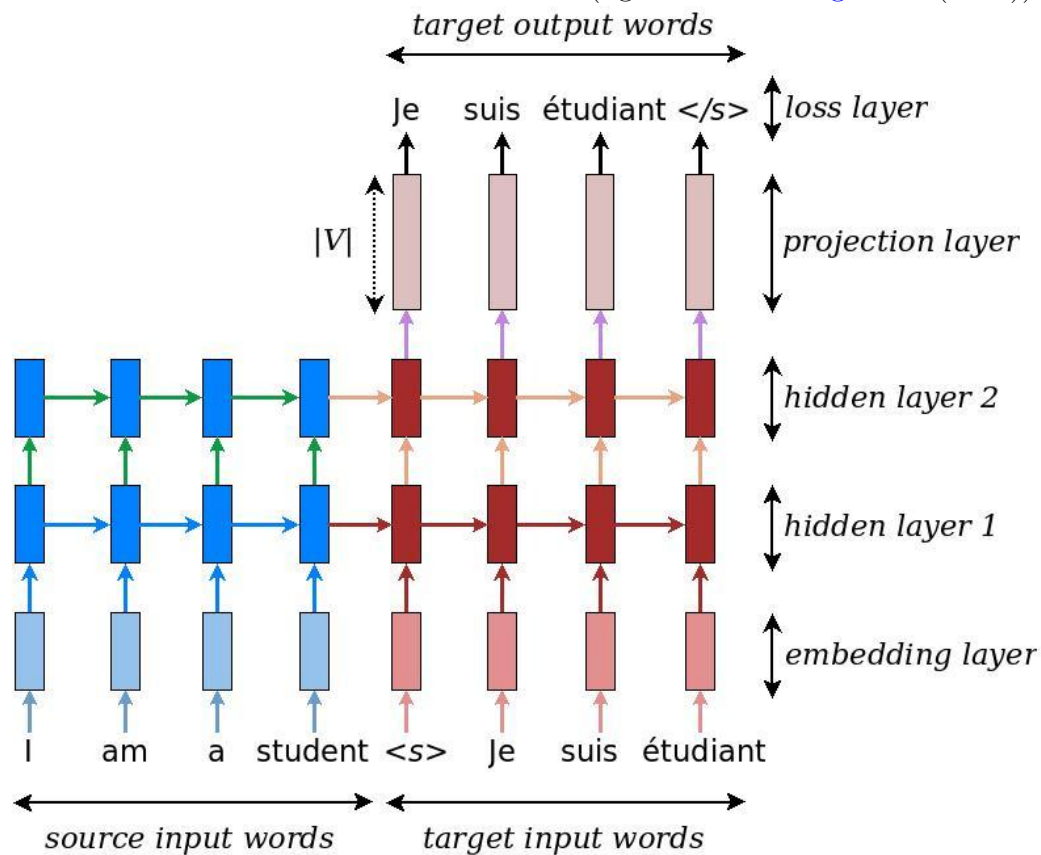 target output words
Je suis étudiant </s> loss layer
|V| projection layer
hidden layer 2
hidden layer 1
embedding layer
I am a student <s> Je suis étudiant
source input words target input words